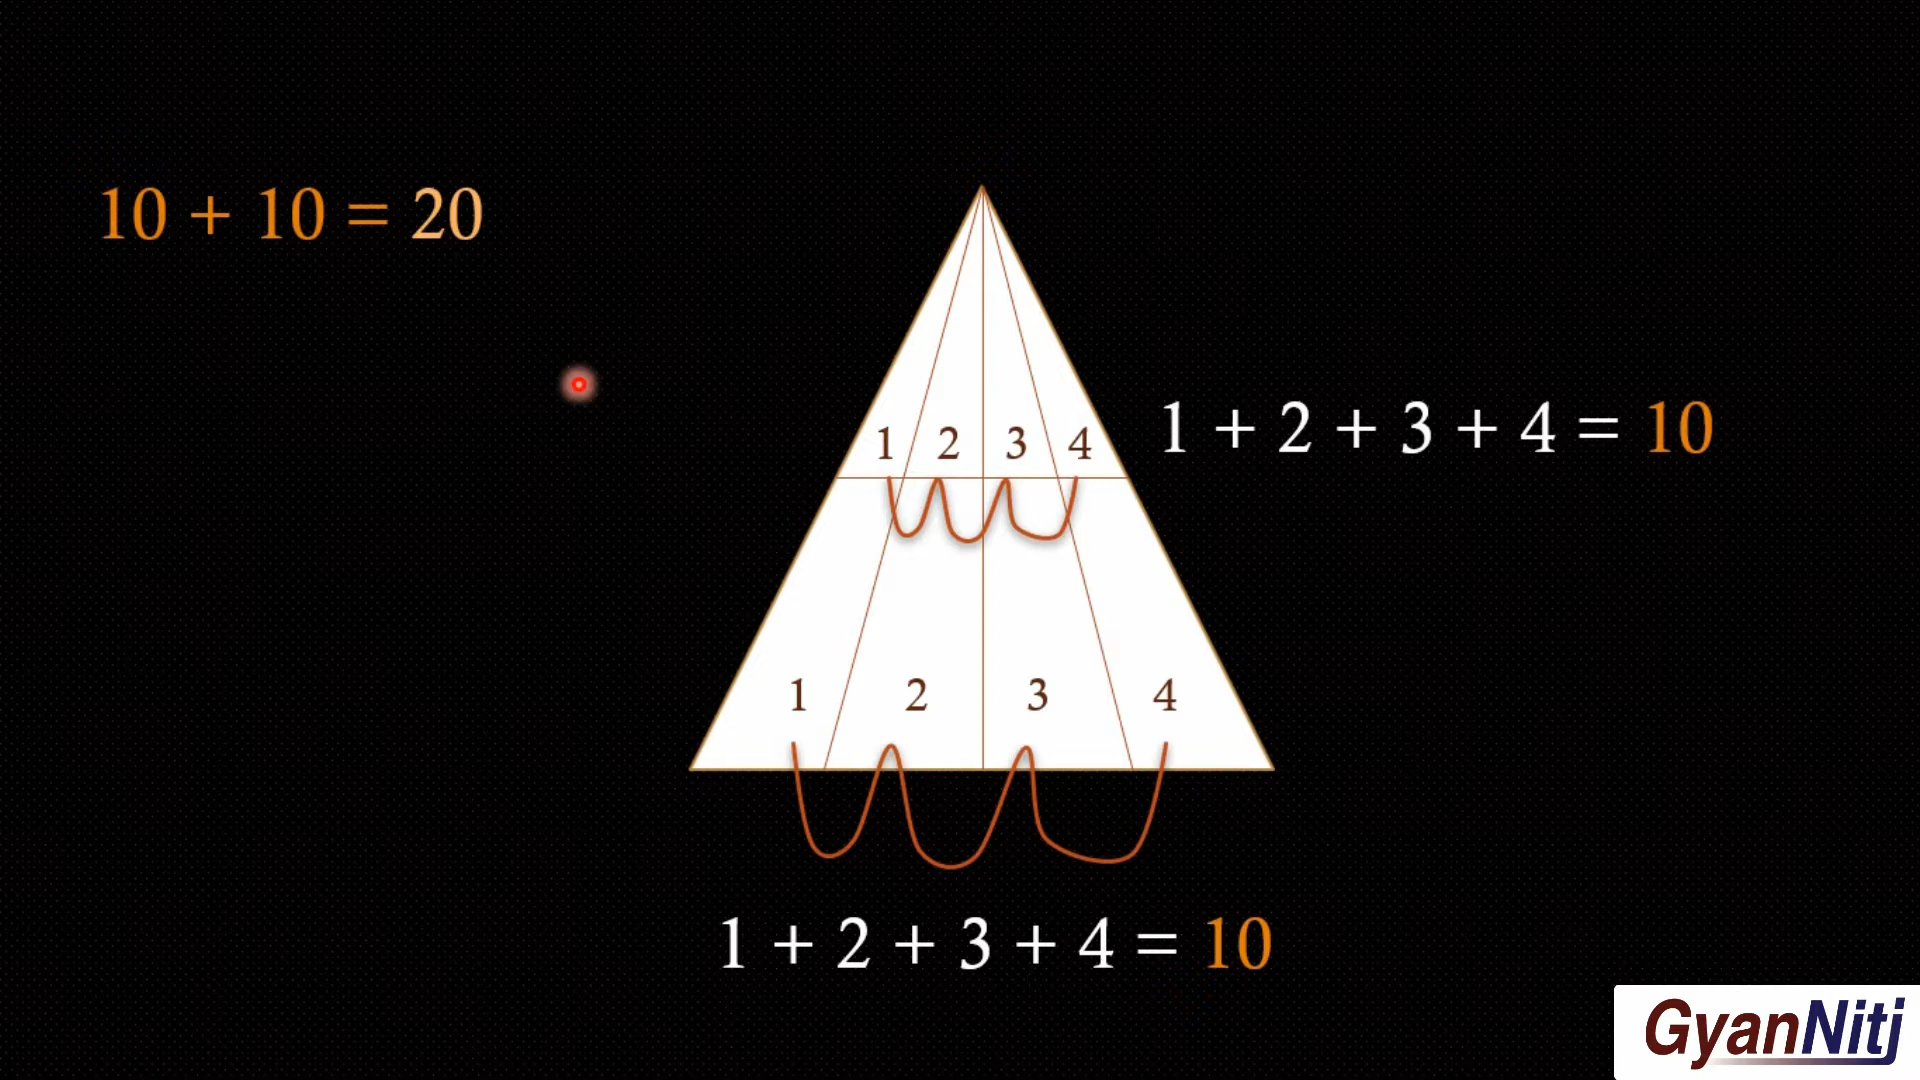 10 + 10 = 20
1 2 3 4
1 + 2 + 3 + 4 = 10
1 2 3 4
1 + 2 + 3 + 4 = 10
GyanNitj